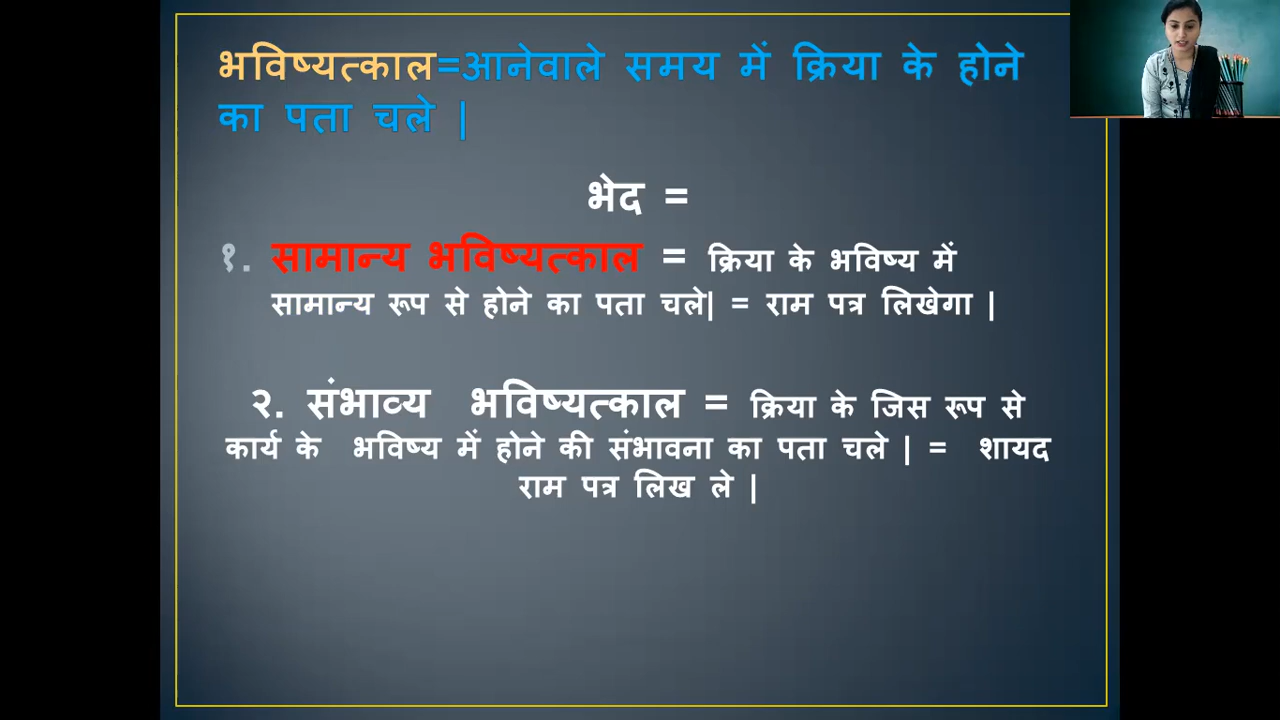 भविष्यत्काल=आनेवाले समय में क्रिया के होने
का पता चले |
भेद =
१. सामान्य भविष्यत्काल = क्रिया के भविष्य में
सामान्य रूप से होने का पता चले| = राम पत्र लिखेगा |
२. संभाव्य भविष्यत्काल = क्रिया के जिस रूप से
कार्य के भविष्य में होने की संभावना का पता चले | = शायद
राम पत्र लिख ले |